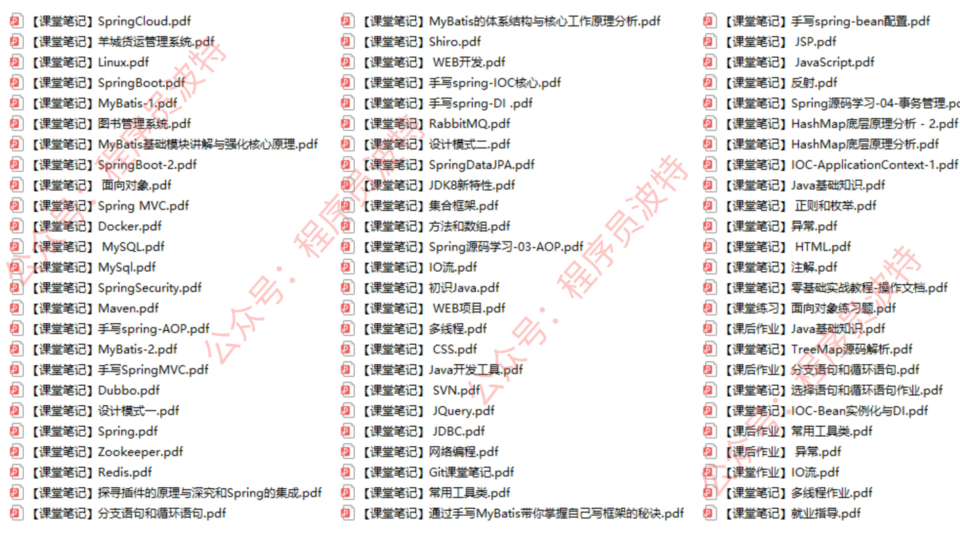 【课堂笔记】SpringCloud.pdf
【课堂笔记】羊城货运管理系统.pdf
【课堂笔记】Linux.pdf
【课堂笔记】SpringBoot.pdf
【课堂笔记】MyBatis-1.pdf
【课堂笔记】图书管理系统.pdf
【课堂笔记】MyBatis基础模块讲解与强化核心原理.pdf
【课堂笔记】SpringBoot-2.pdf
【课堂笔记】 面向对象.pdf
【课堂笔记】Spring MVC.pdf
【课堂笔记】Docker.pdf
【课堂笔记】 MySQL.pdf
【课堂笔记】MySql.pdf
【课堂笔记】SpringSecurity.pdf
【课堂笔记】Maven.pdf
【课堂笔记】手写spring-AOP.pdf
【课堂笔记】MyBatis-2.pdf
【课堂笔记】手写SpringMVC.pdf
【课堂笔记】Dubbo.pdf
【课堂笔记】设计模式一.pdf
【课堂笔记】Spring.pdf
【课堂笔记】Zookeeper.pdf
【课堂笔记】Redis.pdf
【课堂笔记】探寻插件的原理与深究和Spring的集成.pdf
【课堂笔记】分支语句和循环语句.pdf
【课堂笔记】MyBatis的体系结构与核心工作原理分析.pdf
【课堂笔记】Shiro.pdf
【课堂笔记】 WEB开发.pdf
【课堂笔记】手写spring-IOC核心.pdf
【课堂笔记】手写spring-DI .pdf
【课堂笔记】RabbitMQ.pdf
【课堂笔记】设计模式二.pdf
【课堂笔记】SpringDataJPA.pdf
【课堂笔记】JDK8新特性.pdf
【课堂笔记】集合框架.pdf
【课堂笔记】方法和数组.pdf
【课堂笔记】Spring源码学习-03-AOP.pdf
【课堂笔记】IO流.pdf
【课堂笔记】初识Java.pdf
【课堂笔记】 WEB项目.pdf
【课堂笔记】多线程.pdf
【课堂笔记】 CSS.pdf
【课堂笔记】Java开发工具.pdf
【课堂笔记】 SVN.pdf
【课堂笔记】 JQuery.pdf
【课堂笔记】 JDBC.pdf
【课堂笔记】网络编程.pdf
【课堂笔记】Git课堂笔记.pdf
【课堂笔记】常用工具类.pdf
【课堂笔记】通过手写MyBatis带你掌握自己写框架的秘诀.pdf
【课堂笔记】手写spring-bean配置.pdf
【课堂笔记】 JSP.pdf
【课堂笔记】 JavaScript.pdf
【课堂笔记】反射.pdf
【课堂笔记】Spring源码学习-04-事务管理.pd
【课堂笔记】HashMap底层原理分析 - 2.pdf
【课堂笔记】HashMap底层原理分析.pdf
【课堂笔记】IOC-ApplicationContext-1.pdf
【课堂笔记】Java基础知识.pdf
【课堂笔记】 正则和枚举.pdf
【课堂笔记】异常.pdf
【课堂笔记】 HTML.pdf
【课堂笔记】注解.pdf
【课堂笔记】零基础实战教程-操作文档.pdf
【课堂练习】面向对象练习题.pdf
【课后作业】Java基础知识.pdf
【课堂笔记】TreeMap源码解析.pdf
【课后作业】分支语句和循环语句.pdf
【课堂笔记】选择语句和循环语句作业.pdf
【课堂笔记】IOC-Bean实例化与DI.pdf
【课后作业】常用工具类.pdf
【课后作业】 异常.pdf
【课堂作业】IO流.pdf
【课堂笔记】多线程作业.pdf
【课堂笔记】就业指导.pdf
公众号：程序员波特
公众号：程序员波特
公众号：程序员波特
公众号：程序员波特